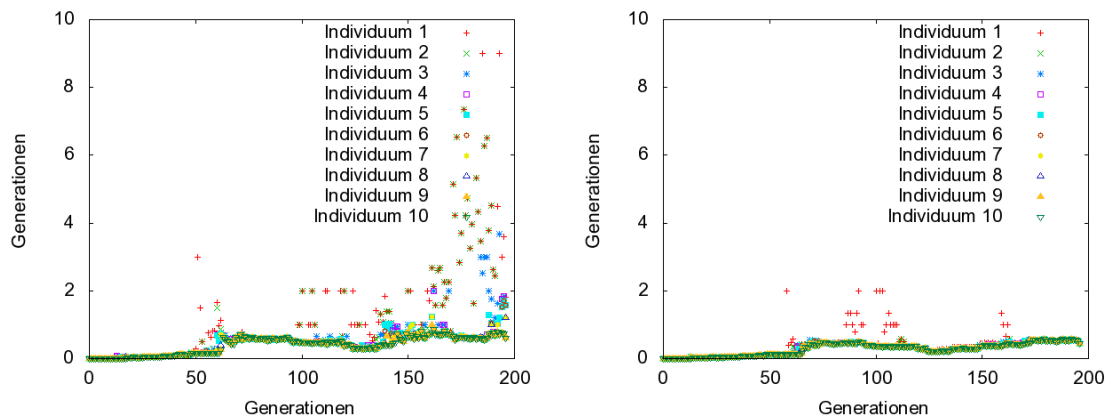 10
8
6
4
2
0
0
50
100
150
200
Generationen
Generationen
Individuum 1
Individuum 2
Individuum 3
Individuum 4
Individuum 5
Individuum 6
Individuum 7
Individuum 8
Individuum 9
Individuum 10
10
8
6
4
2
0
0
50
100
150
200
Generationen
Generationen
Individuum 1
Individuum 2
Individuum 3
Individuum 4
Individuum 5
Individuum 6
Individuum 7
Individuum 8
Individuum 9
Individuum 10